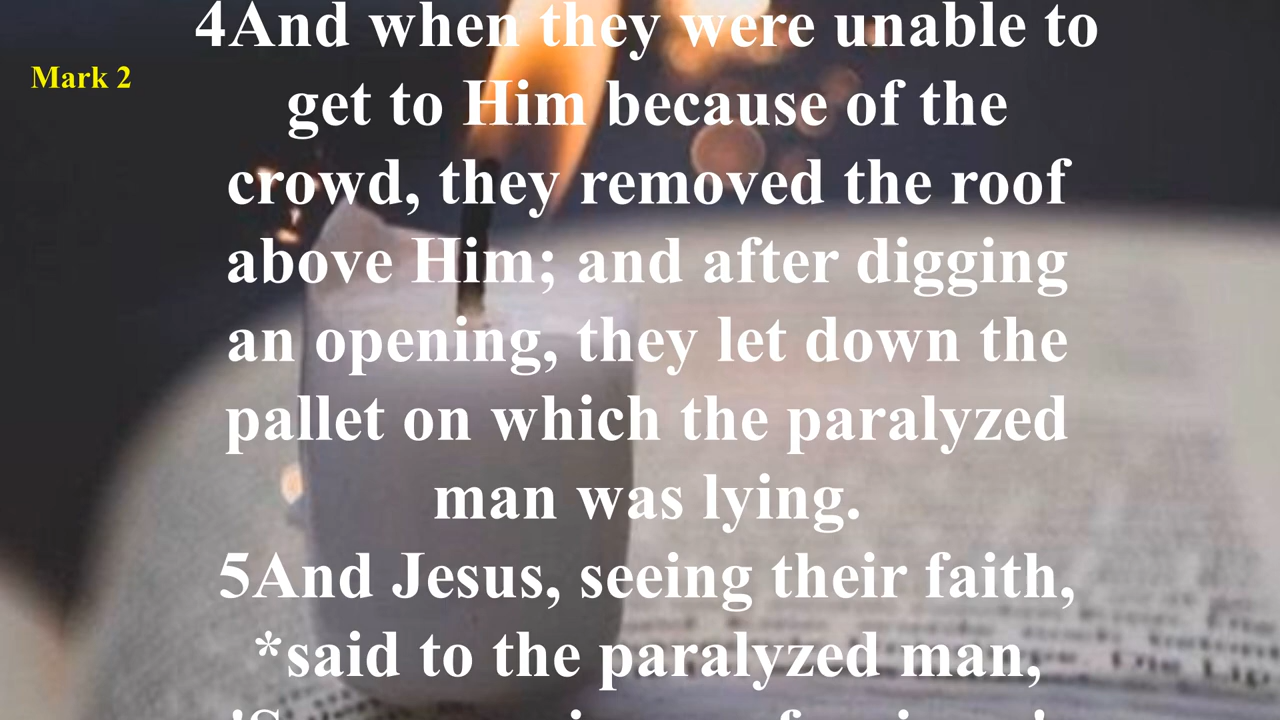 Mark 2
4And when they were unable to
get to Him because of the
crowd, they removed the roof
above Him; and after digging
an opening, they let down the
pallet on which the paralyzed
man was lying.
5And Jesus, seeing their faith,
*said to the paralyzed man,